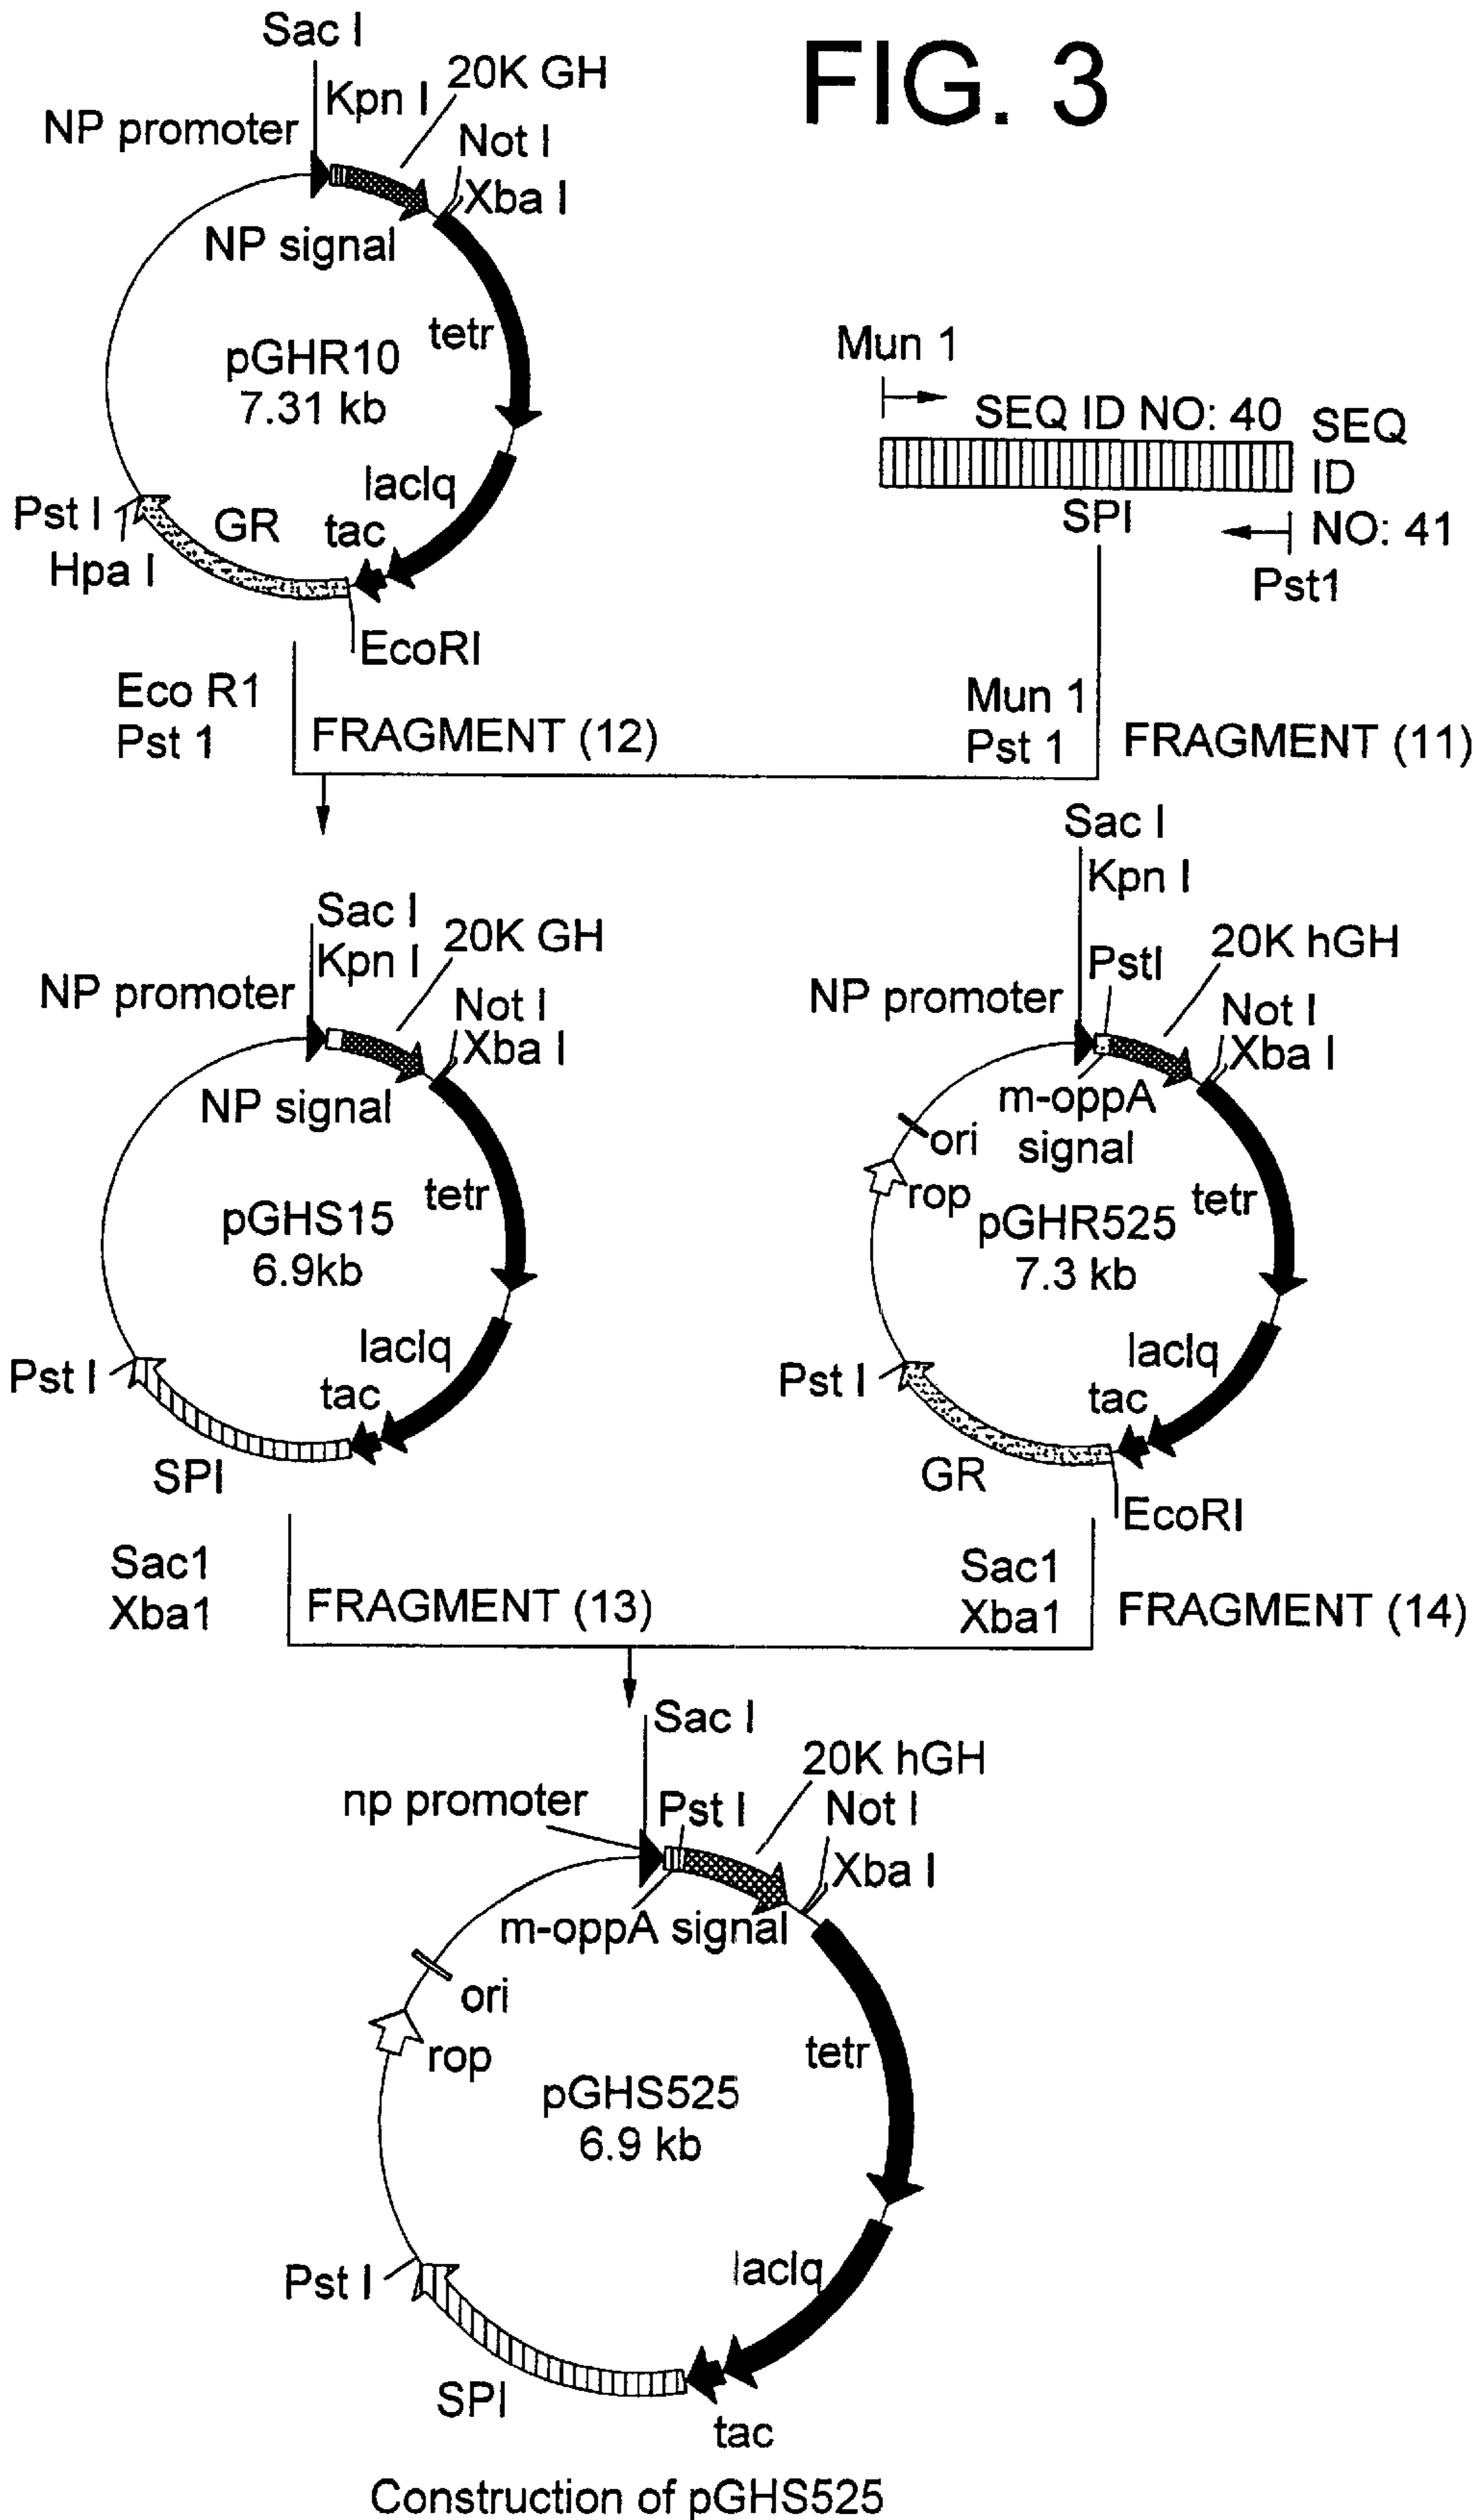 FIG. 3
Sac I
Kpn I
20K GH
NP promoter
Not I
Xba I
NP signal
tetr
pGHR10
7.31 kb
lacIq
tac
GR
Pst I
Hpa I
EcoRI
Mun 1
SEQ ID NO: 40
SEQ
ID
NO: 41
SPI
Pst1
Eco R1
Pst 1
FRAGMENT (12)
Mun 1
Pst 1
FRAGMENT (11)
Sac I
Kpn I
20K GH
NP promoter
Not I
Xba I
NP signal
tetr
pGHS15
6.9kb
lacIq
tac
Pst I
SPI
Sac I
Kpn I
PstI
20K hGH
NP promoter
Not I
Xba I
m-oppA
signal
ori
rop
tetr
pGHR525
7.3 kb
lacIq
tac
Pst I
GR
EcoRI
Sac1
Xba1
FRAGMENT (13)
Sac1
Xba1
FRAGMENT (14)
Sac I
20K hGH
np promoter
Pst I
Not I
Xba I
m-oppA signal
ori
rop
tetr
pGHS525
6.9 kb
lacIq
Pst I
SPI
tac
Construction of pGHS525